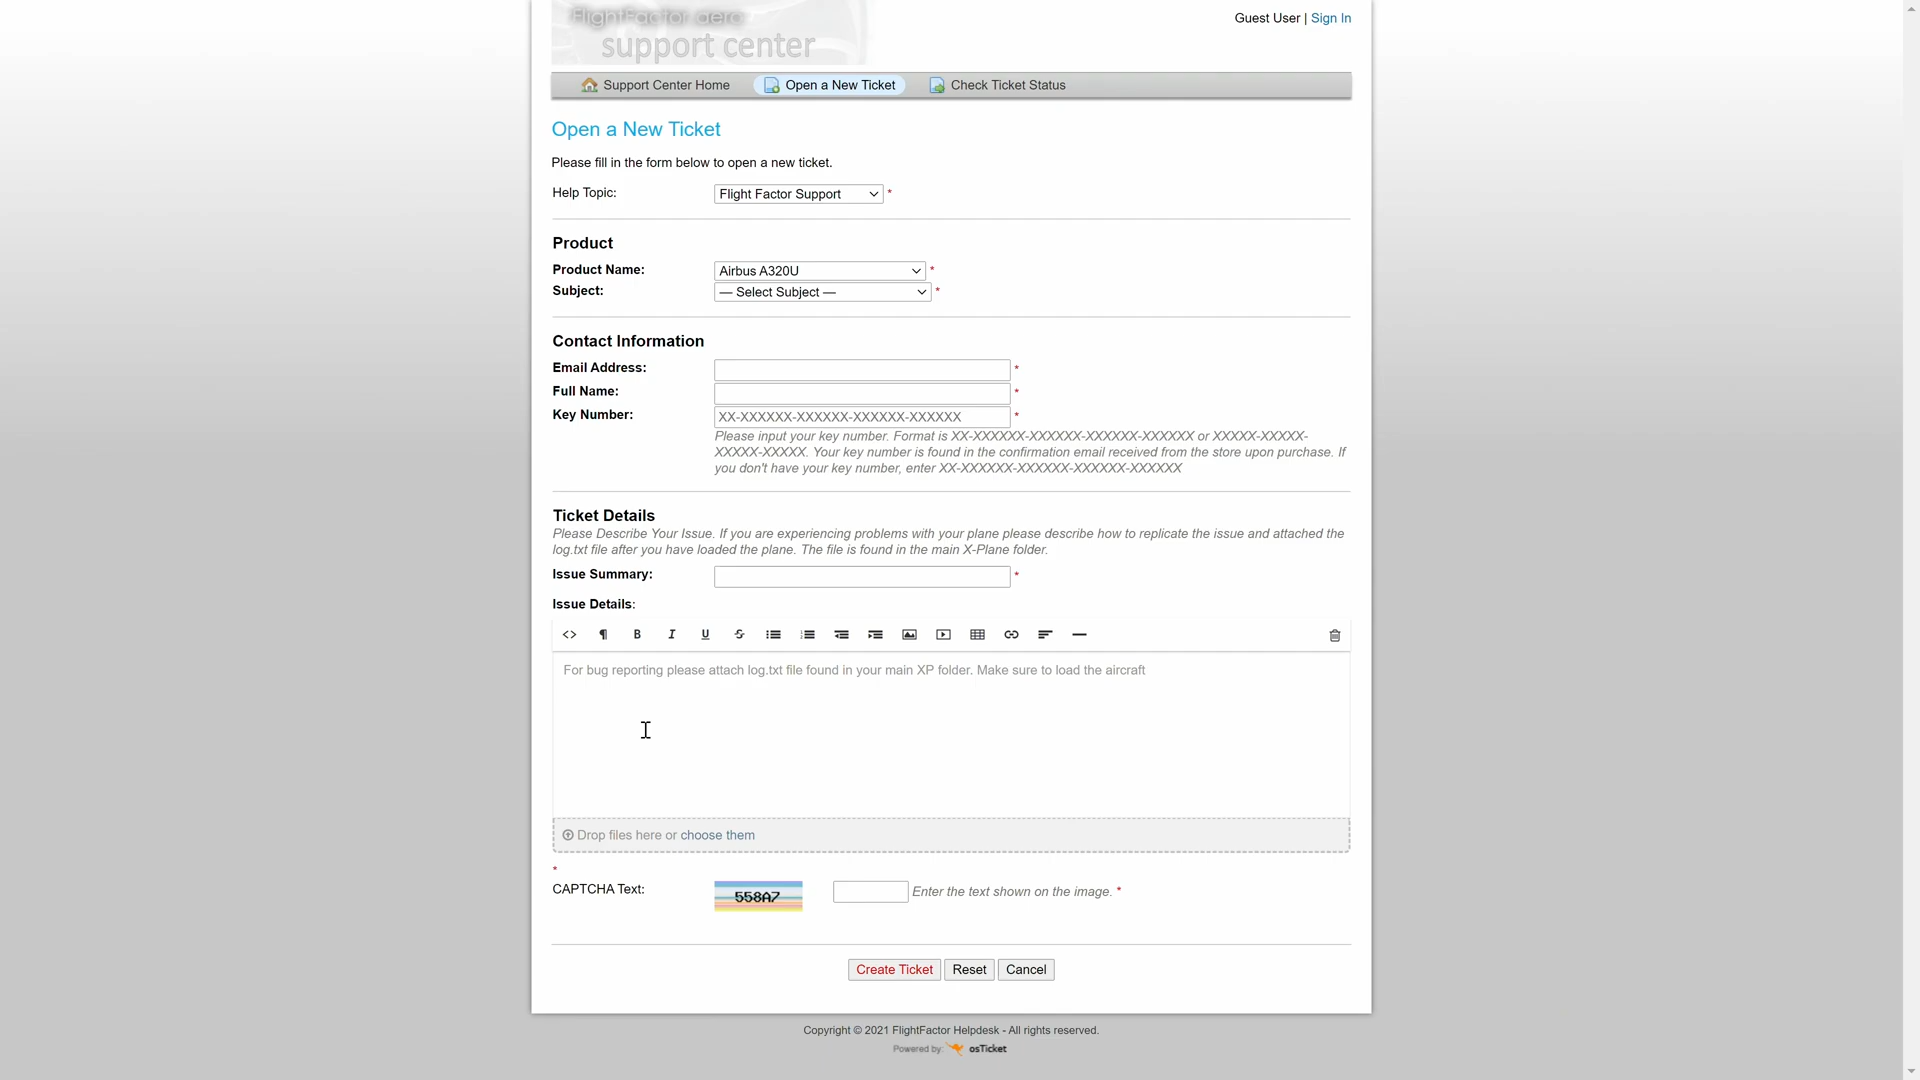 FlightFactor.aero
support center
Guest User | Sign In
Support Center Home
Open a New Ticket
Check Ticket Status
Open a New Ticket
Please fill in the form below to open a new ticket.
Help Topic:
Flight Factor Support *
Product
Product Name:
Airbus A320U *
Subject:
— Select Subject — *
Contact Information
Email Address: *
Full Name: *
Key Number:
XX-XXXXXX-XXXXXX-XXXXXX-XXXXXX *
Please input your key number. Format is XX-XXXXXX-XXXXXX-XXXXXX-XXXXXX or XXXXX-XXXXX-
XXXXX-XXXXX. Your key number is found in the confirmation email received from the store upon purchase. If
you don't have your key number, enter XX-XXXXXX-XXXXXX-XXXXXX-XXXXXX
Ticket Details
Please Describe Your Issue. If you are experiencing problems with your plane please describe how to replicate the issue and attached the
log.txt file after you have loaded the plane. The file is found in the main X-Plane folder.
Issue Summary: *
Issue Details:
For bug reporting please attach log.txt file found in your main XP folder. Make sure to load the aircraft
Drop files here or choose them
*
CAPTCHA Text:
558A7
Enter the text shown on the image. *
Create Ticket
Reset
Cancel
Copyright © 2021 FlightFactor Helpdesk - All rights reserved.
Powered by: osTicket